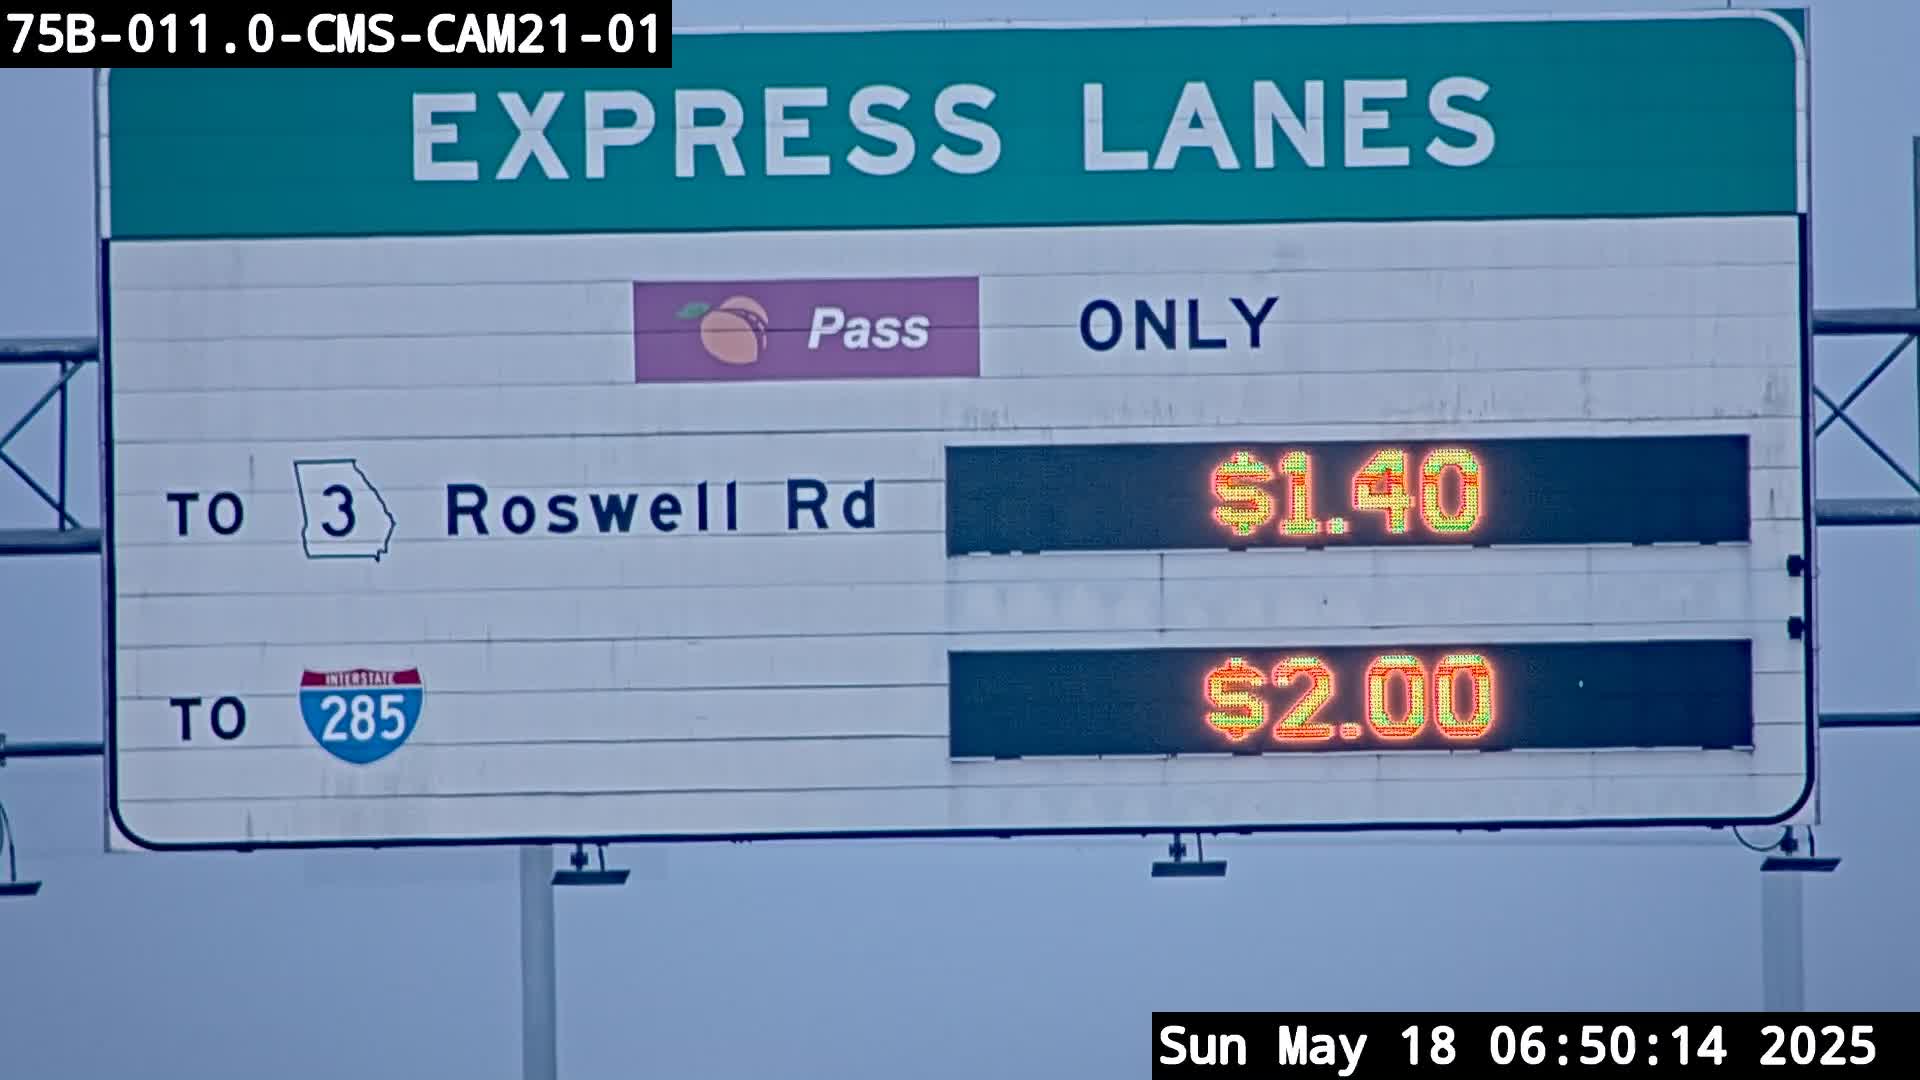 75B-011.0-CMS-CAM21-01
EXPRESS LANES
Pass ONLY
TO 3 Roswell Rd $1.40
TO INTERSTATE 285 $2.00
Sun May 18 06:50:14 2025